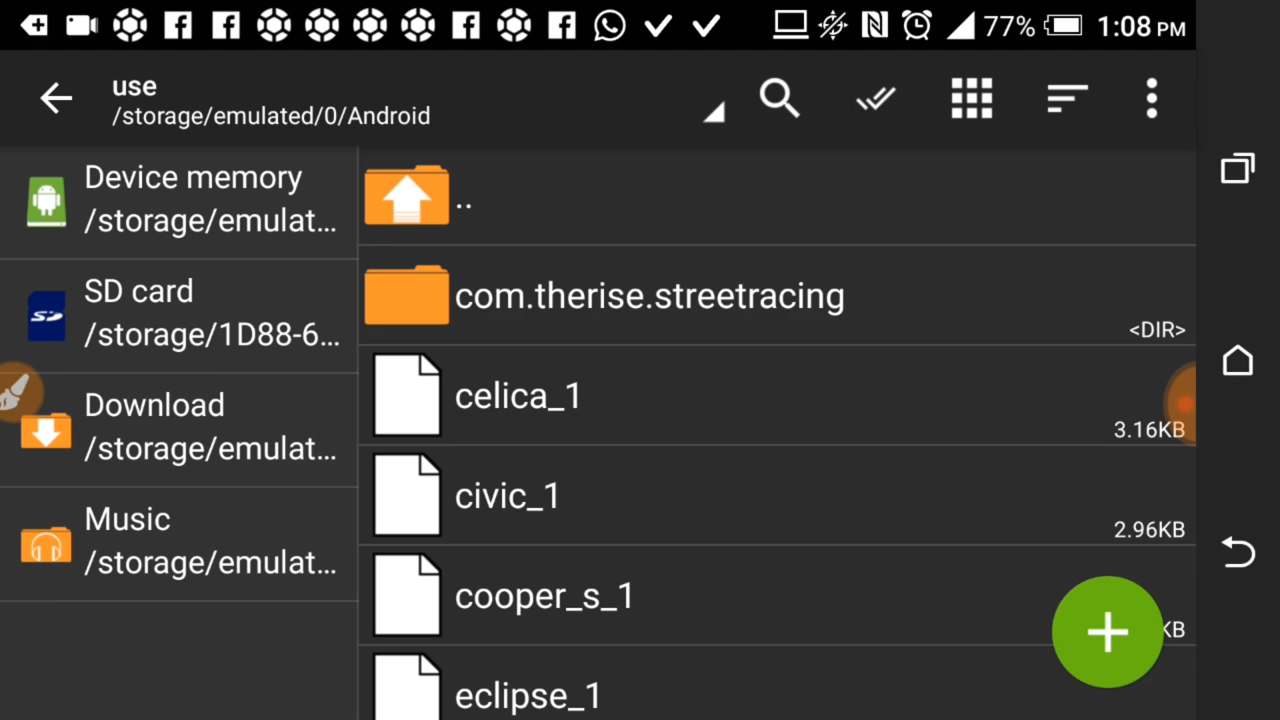 77%
1:08 PM
use
/storage/emulated/0/Android
Device memory
/storage/emulat...
SD card
/storage/1D88-6...
Download
/storage/emulat...
Music
/storage/emulat...
..
com.therise.streetracing
<DIR>
celica_1
3.16KB
civic_1
2.96KB
cooper_s_1
KB
eclipse_1